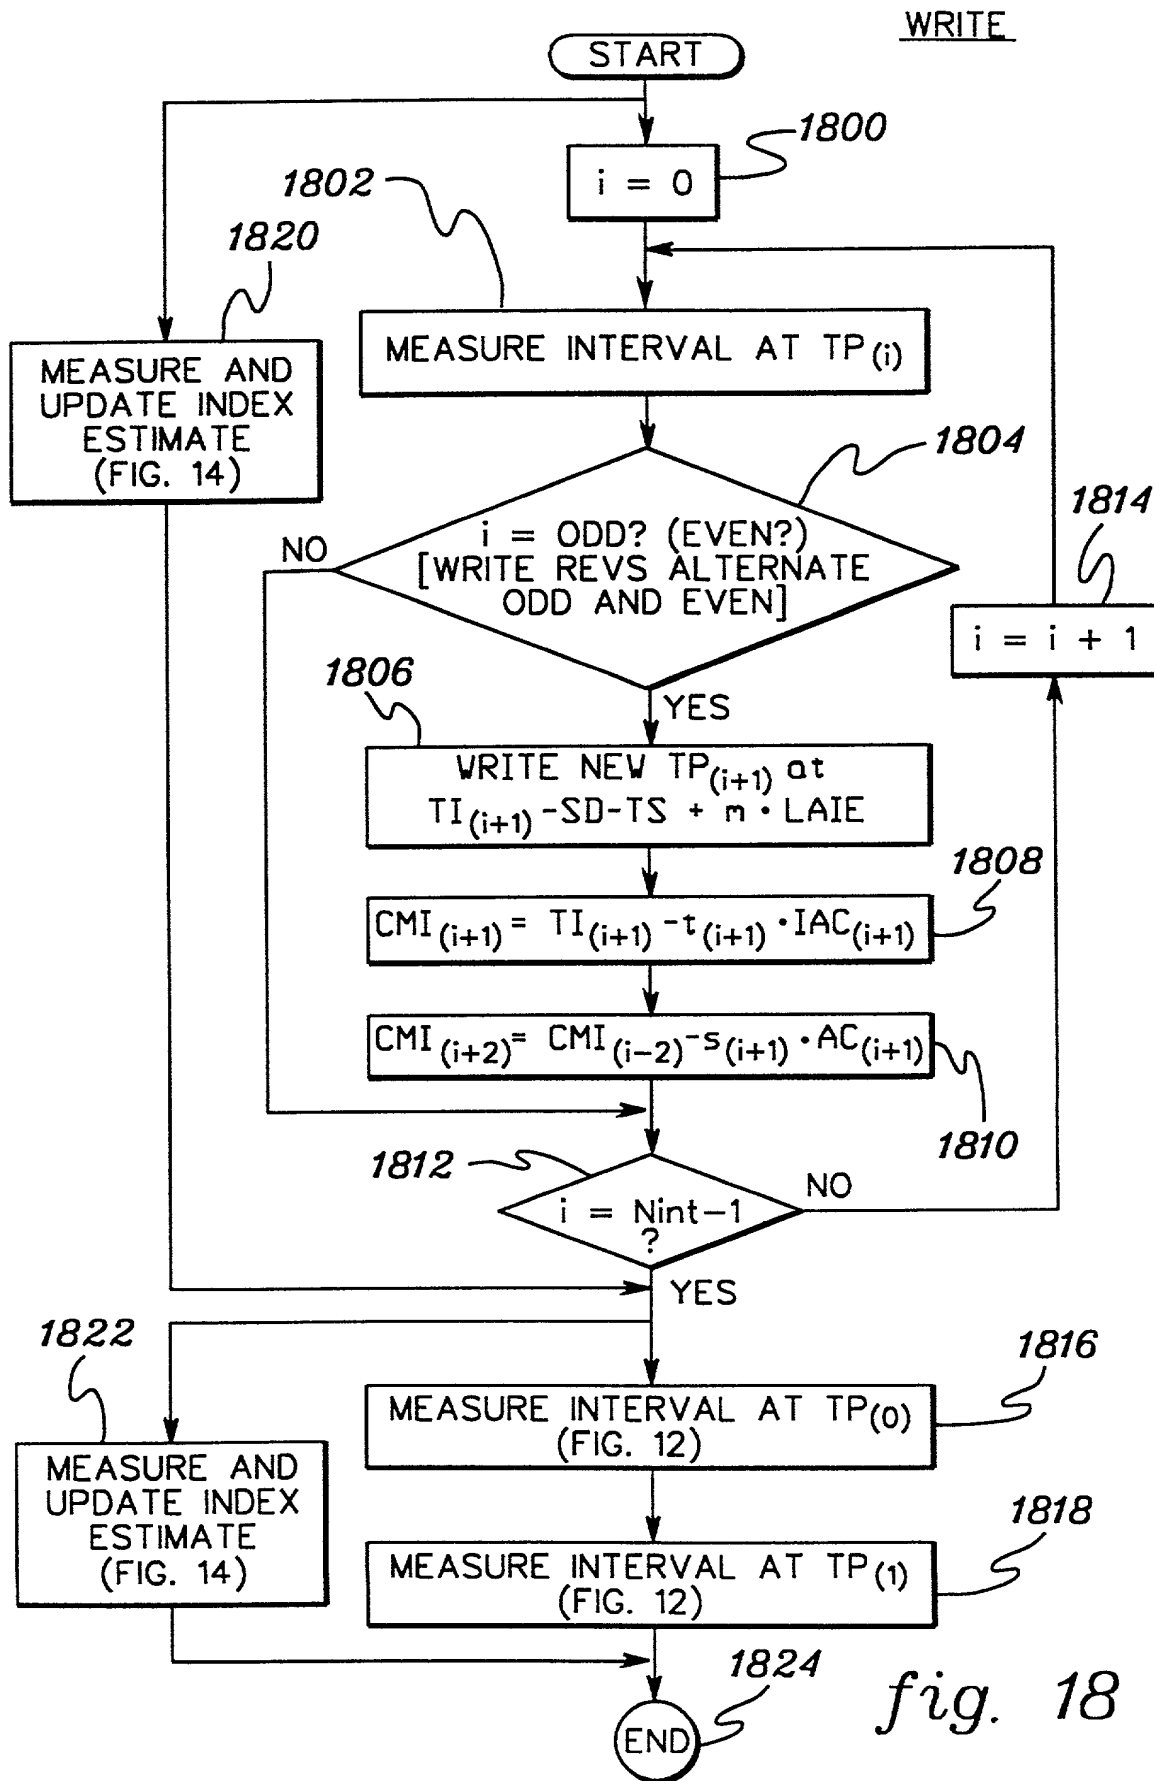 WRITE
START
1800
i = 0
1802
1820
MEASURE INTERVAL AT TP(i)
MEASURE AND
UPDATE INDEX
ESTIMATE
(FIG. 14)
1804
i = ODD? (EVEN?)
[WRITE REVS ALTERNATE
ODD AND EVEN]
NO
1814
i = i + 1
YES
1806
WRITE NEW TP(i+1) at
TI(i+1) -SD-TS + m • LAIE
1808
CMI(i+1) = TI(i+1) -t(i+1) • IAC(i+1)
CMI(i+2) = CMI(i-2) -s(i+1) • AC(i+1)
1810
1812
i = Nint-1
?
NO
YES
1822
1816
MEASURE INTERVAL AT TP(0)
(FIG. 12)
MEASURE AND
UPDATE INDEX
ESTIMATE
(FIG. 14)
1818
MEASURE INTERVAL AT TP(1)
(FIG. 12)
1824
END
fig. 18